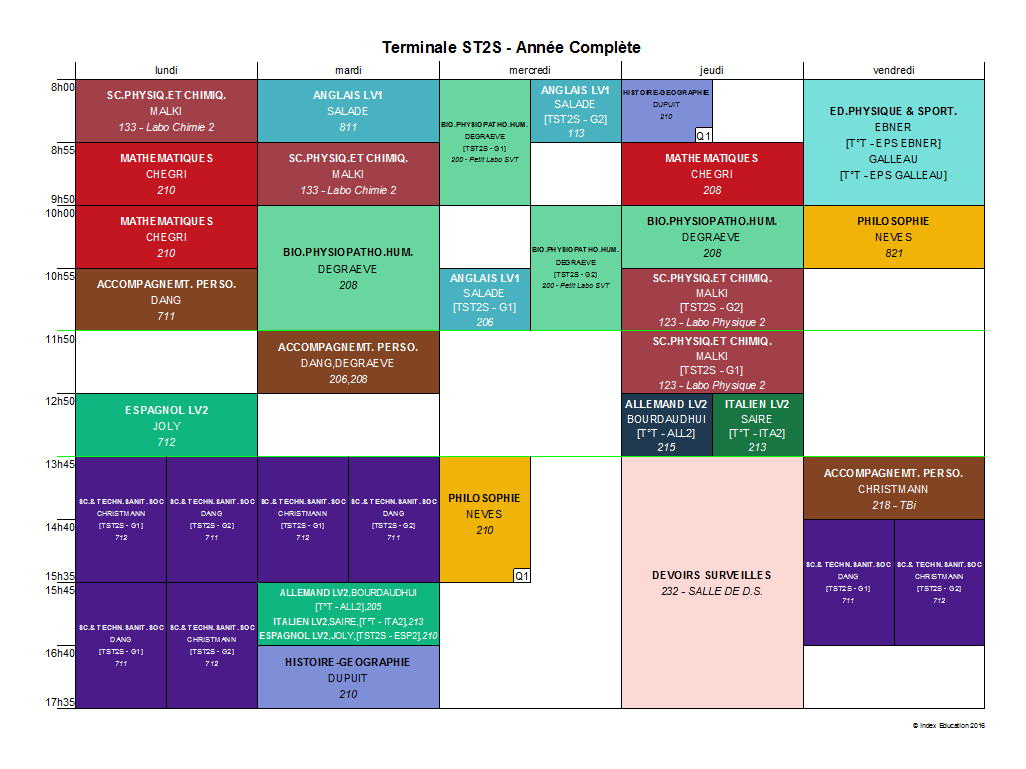 Terminale ST2S - Année Complète
lundi mardi mercredi jeudi vendredi
8h00
8h55
9h50
10h00
10h55
11h50
12h50
13h45
14h40
15h35
15h45
16h40
17h35
SC.PHYSIQ.ET CHIMIQ.
MALKI
133 - Labo Chimie 2
MATHEMATIQUES
CHEGRI
210
MATHEMATIQUES
CHEGRI
210
ACCOMPAGNEMT. PERSO.
DANG
711
ESPAGNOL LV2
JOLY
712
SC.& TECHN.SANIT.SOC
CHRISTMANN
[TST2S - G1]
712
SC.& TECHN.SANIT.SOC
DANG
[TST2S - G2]
711
SC.& TECHN.SANIT.SOC
DANG
[TST2S - G1]
711
SC.& TECHN.SANIT.SOC
CHRISTMANN
[TST2S - G2]
712
ANGLAIS LV1
SALADE
811
SC.PHYSIQ.ET CHIMIQ.
MALKI
133 - Labo Chimie 2
BIO.PHYSIOPATHO.HUM.
DEGRAEVE
208
ACCOMPAGNEMT. PERSO.
DANG,DEGRAEVE
206,208
SC.& TECHN.SANIT.SOC
CHRISTMANN
[TST2S - G1]
712
SC.& TECHN.SANIT.SOC
DANG
[TST2S - G2]
711
ALLEMAND LV2,BOURDAUDHUI
[T°T - ALL2],205
ITALIEN LV2,SAIRE,[T°T - ITA2],213
ESPAGNOL LV2,JOLY,[TST2S - ESP2],210
HISTOIRE-GEOGRAPHIE
DUPUIT
210
BIO.PHYSIOPATHO.HUM.
DEGRAEVE
[TST2S - G1]
200 - Petit Labo SVT
ANGLAIS LV1
SALADE
[TST2S - G2]
113
ANGLAIS LV1
SALADE
[TST2S - G1]
206
BIO.PHYSIOPATHO.HUM.
DEGRAEVE
[TST2S - G2]
200 - Petit Labo SVT
PHILOSOPHIE
NEVES
210
Q1
HISTOIRE-GEOGRAPHIE
DUPUIT
210
Q1
MATHEMATIQUES
CHEGRI
208
BIO.PHYSIOPATHO.HUM.
DEGRAEVE
208
SC.PHYSIQ.ET CHIMIQ.
MALKI
[TST2S - G2]
123 - Labo Physique 2
SC.PHYSIQ.ET CHIMIQ.
MALKI
[TST2S - G1]
123 - Labo Physique 2
ALLEMAND LV2
BOURDAUDHUI
[T°T - ALL2]
215
ITALIEN LV2
SAIRE
[T°T - ITA2]
213
DEVOIRS SURVEILLES
232 - SALLE DE D.S.
ED.PHYSIQUE & SPORT.
EBNER
[T°T - EPS EBNER]
GALLEAU
[T°T - EPS GALLEAU]
PHILOSOPHIE
NEVES
821
ACCOMPAGNEMT. PERSO.
CHRISTMANN
218 - TBi
SC.& TECHN.SANIT.SOC
DANG
[TST2S - G1]
711
SC.& TECHN.SANIT.SOC
CHRISTMANN
[TST2S - G2]
712
© Index Education 2016